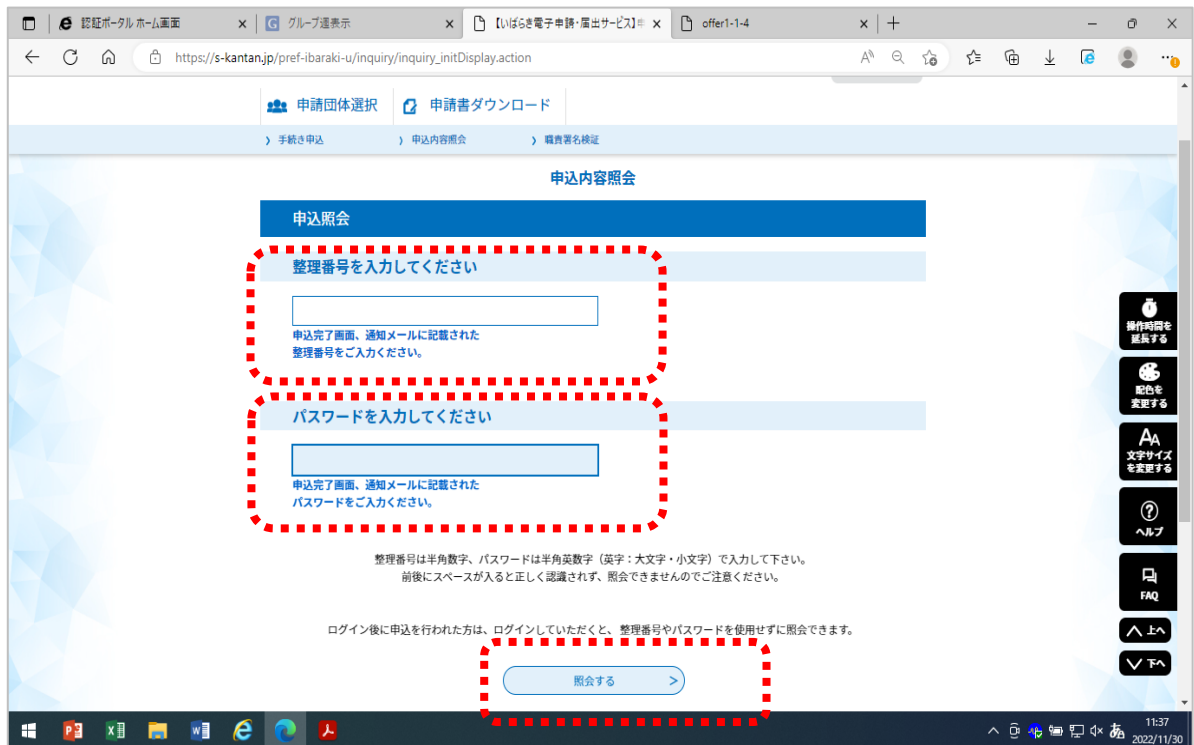 認証ポータル ホーム画面
グループ週表示
【いばらき電子申請・届出サービス】申
offer1-1-4
https://s-kantan.jp/pref-ibaraki-u/inquiry/inquiry_initDisplay.action
申請団体選択
申請書ダウンロード
手続き申込
申込内容照会
職責署名検証
申込内容照会
申込照会
整理番号を入力してください
申込完了画面、通知メールに記載された
整理番号をご入力ください。
パスワードを入力してください
申込完了画面、通知メールに記載された
パスワードをご入力ください。
整理番号は半角数字、パスワードは半角英数字（英字：大文字・小文字）で入力して下さい。
前後にスペースが入ると正しく認識されず、照会できませんのでご注意ください。
ログイン後に申込を行われた方は、ログインしていただくと、整理番号やパスワードを使用せずに照会できます。
照会する
操作時間を
延長する
配色を
変更する
文字サイズ
を変更する
ヘルプ
FAQ
上へ
下へ
11:37
2022/11/30